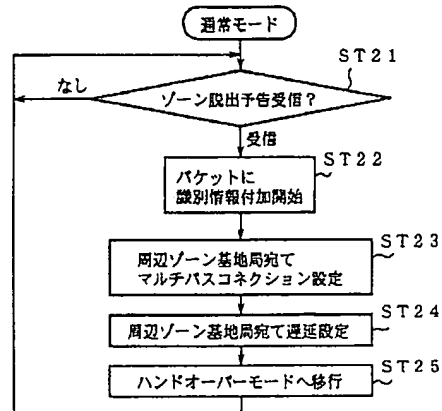 通常モード
ST21
ゾーン脱出予告受信?
なし
受信
ST22
パケットに
識別情報付加開始
ST23
周辺ゾーン基地局宛て
マルチパスコネクション設定
ST24
周辺ゾーン基地局宛て遅延設定
ST25
ハンドオーバーモードへ移行